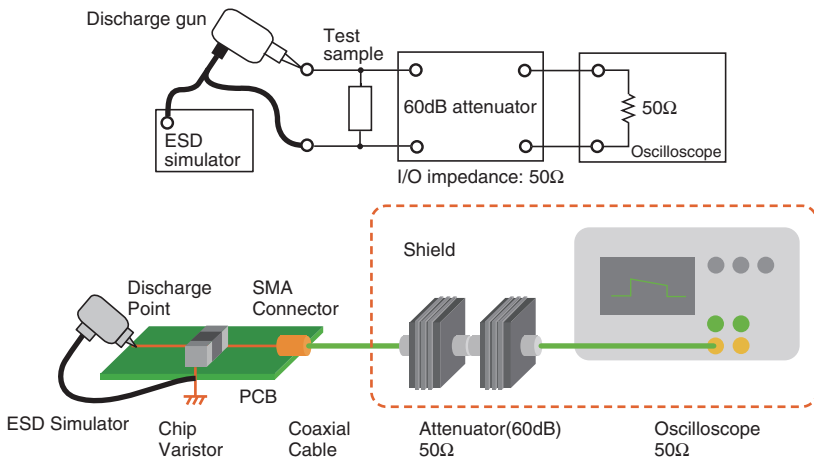 Discharge gun
Test
sample
60dB attenuator
50Ω
ESD
simulator
Oscilloscope
I/O impedance: 50Ω
Shield
Discharge
Point
SMA
Connector
PCB
ESD Simulator
Chip
Varistor
Coaxial
Cable
Attenuator(60dB)
50Ω
Oscilloscope
50Ω